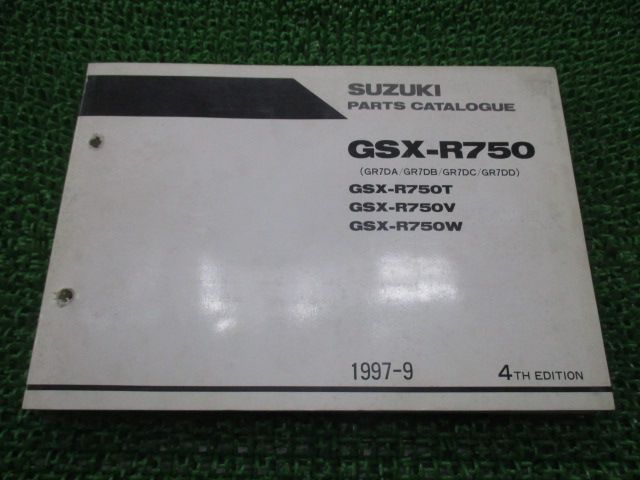 SUZUKI
PARTS CATALOGUE
GSX-R750
(GR7DA/GR7DB/GR7DC/GR7DD)
GSX-R750T
GSX-R750V
GSX-R750W
1997-9
4TH EDITION